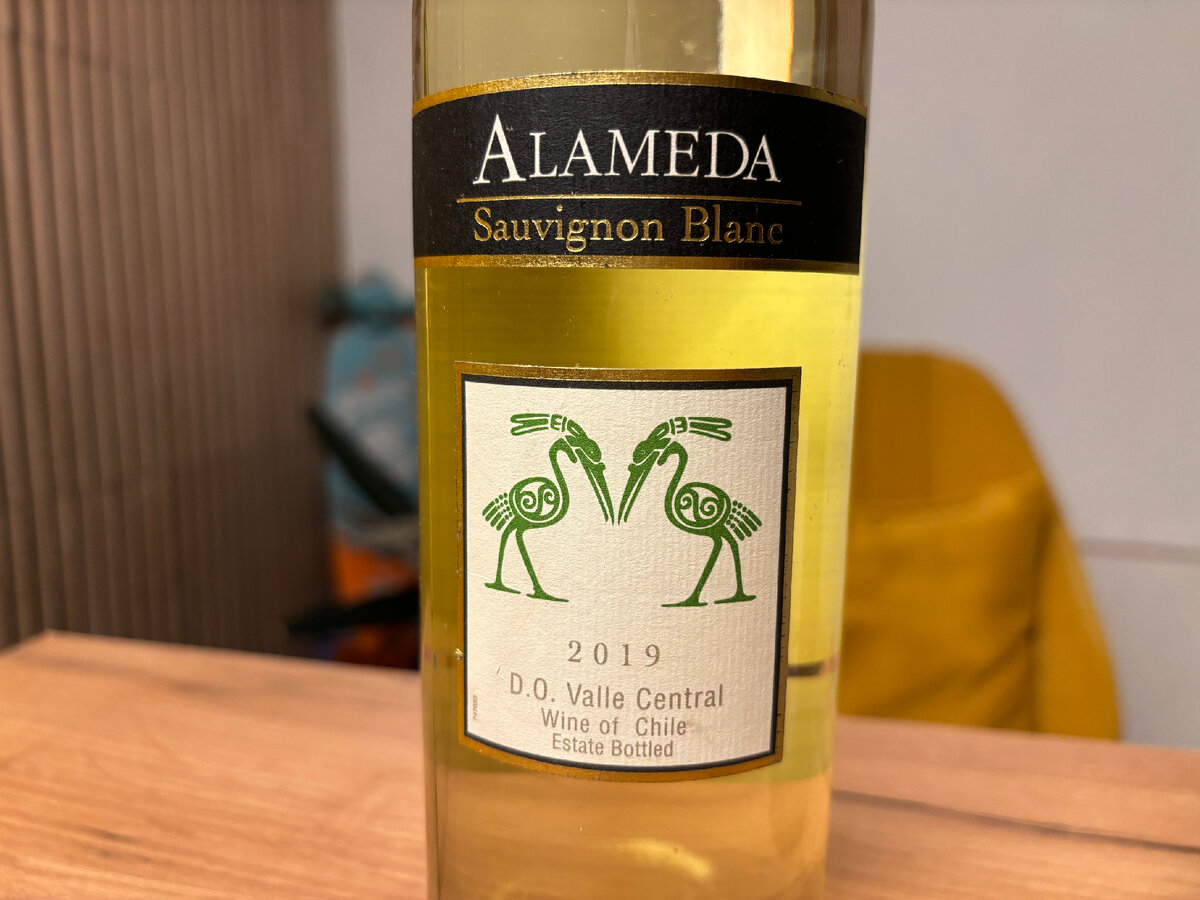 ALAMEDA
Sauvignon Blanc
2019
D.O. Valle Central
Wine of Chile
Estate Bottled